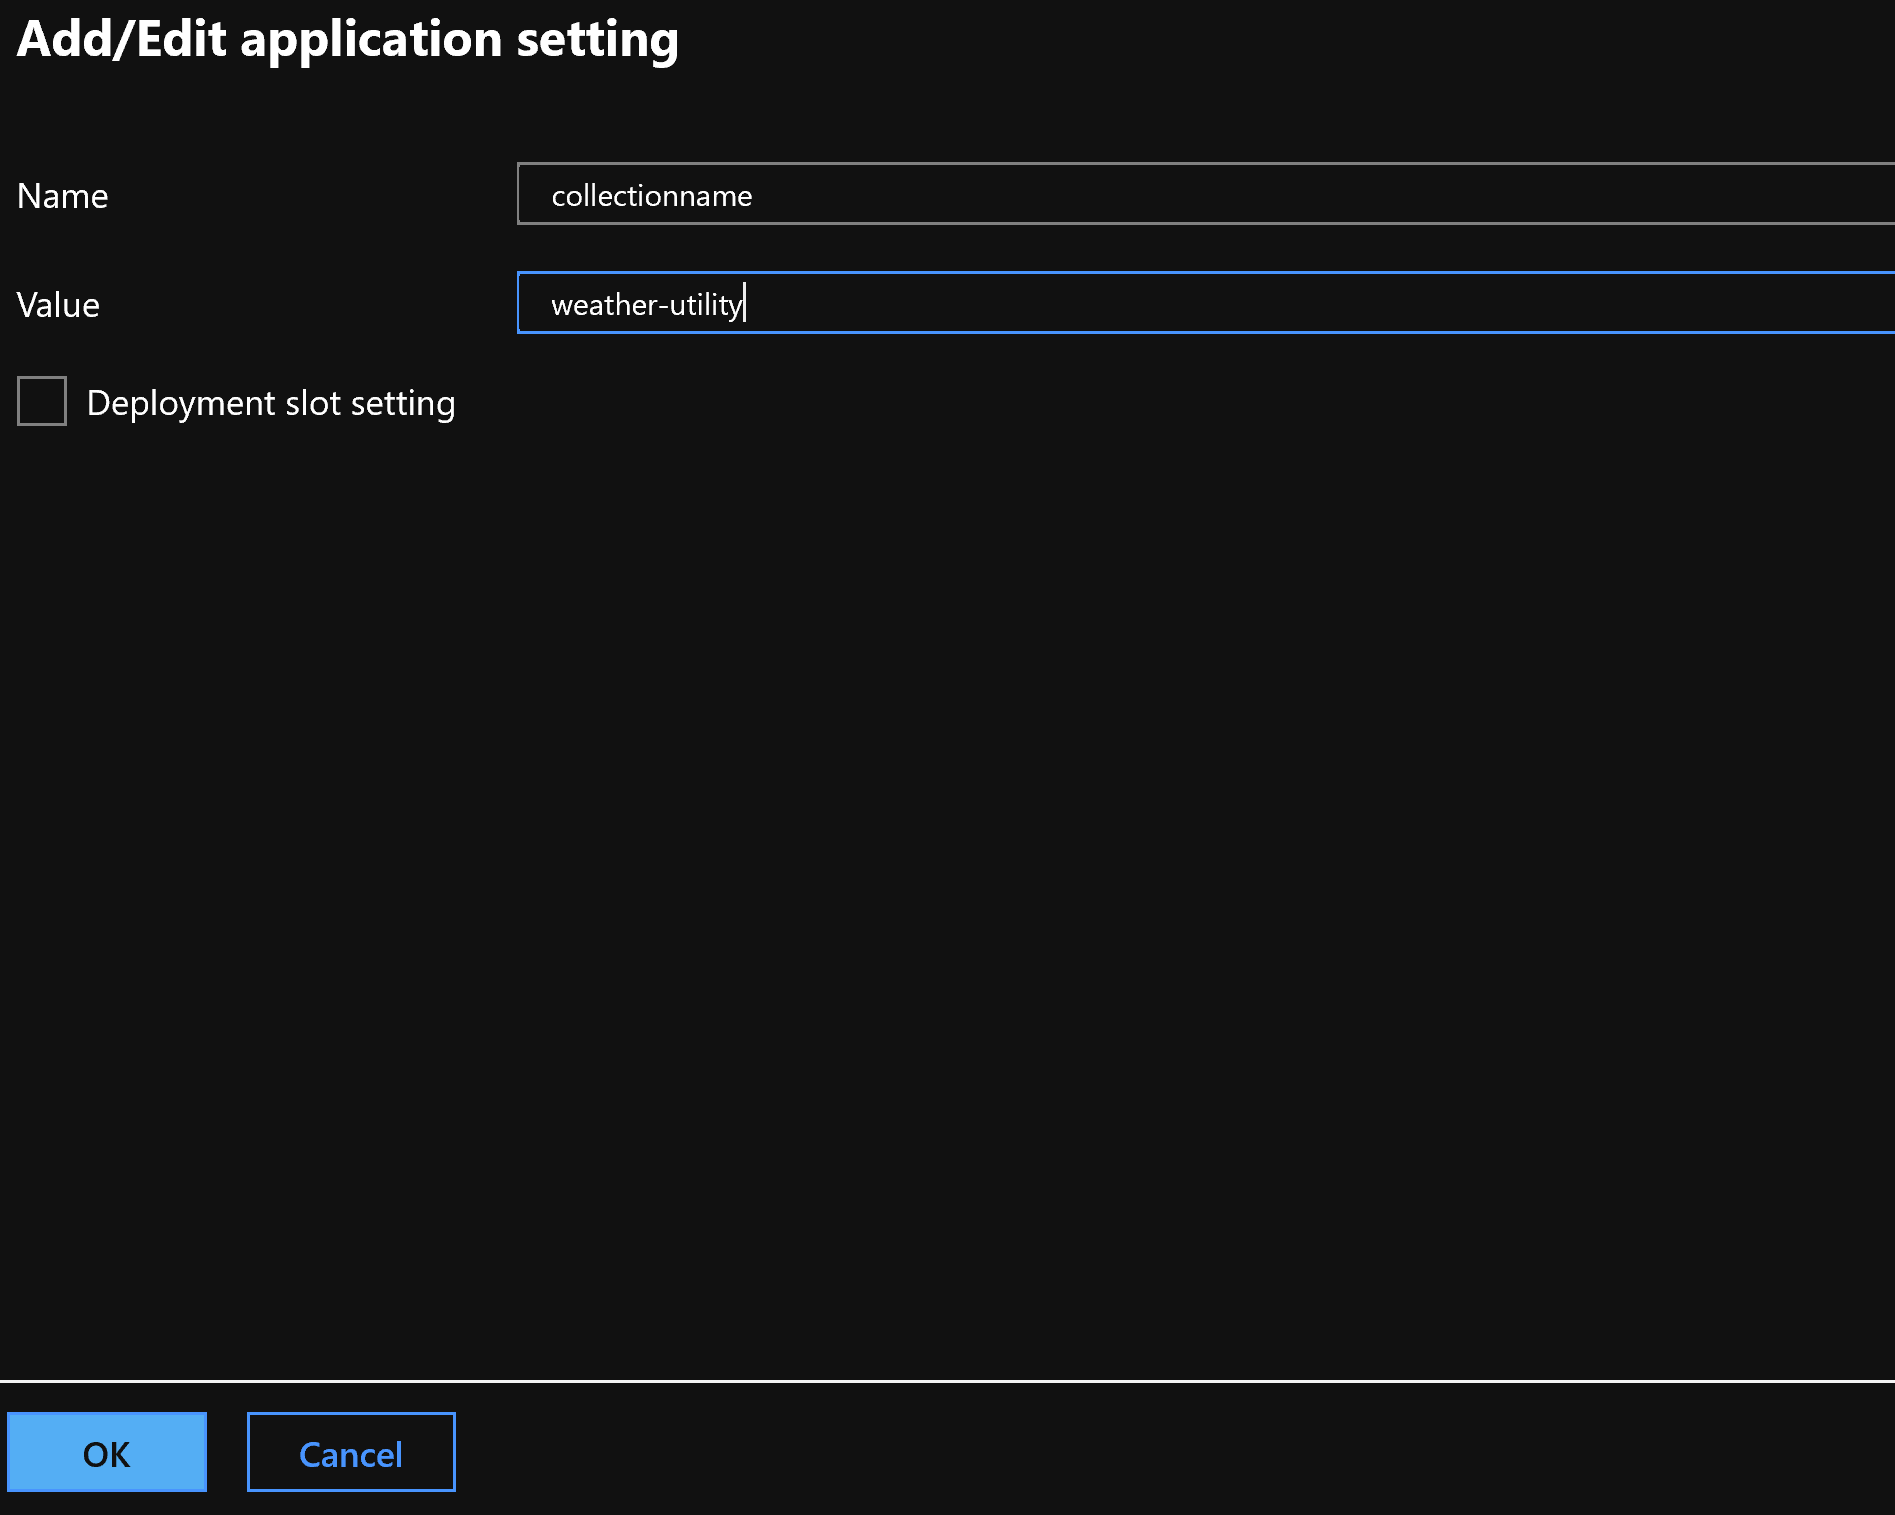 Add/Edit application setting
Name
collectionname
Value
weather-utility
Deployment slot setting
OK
Cancel